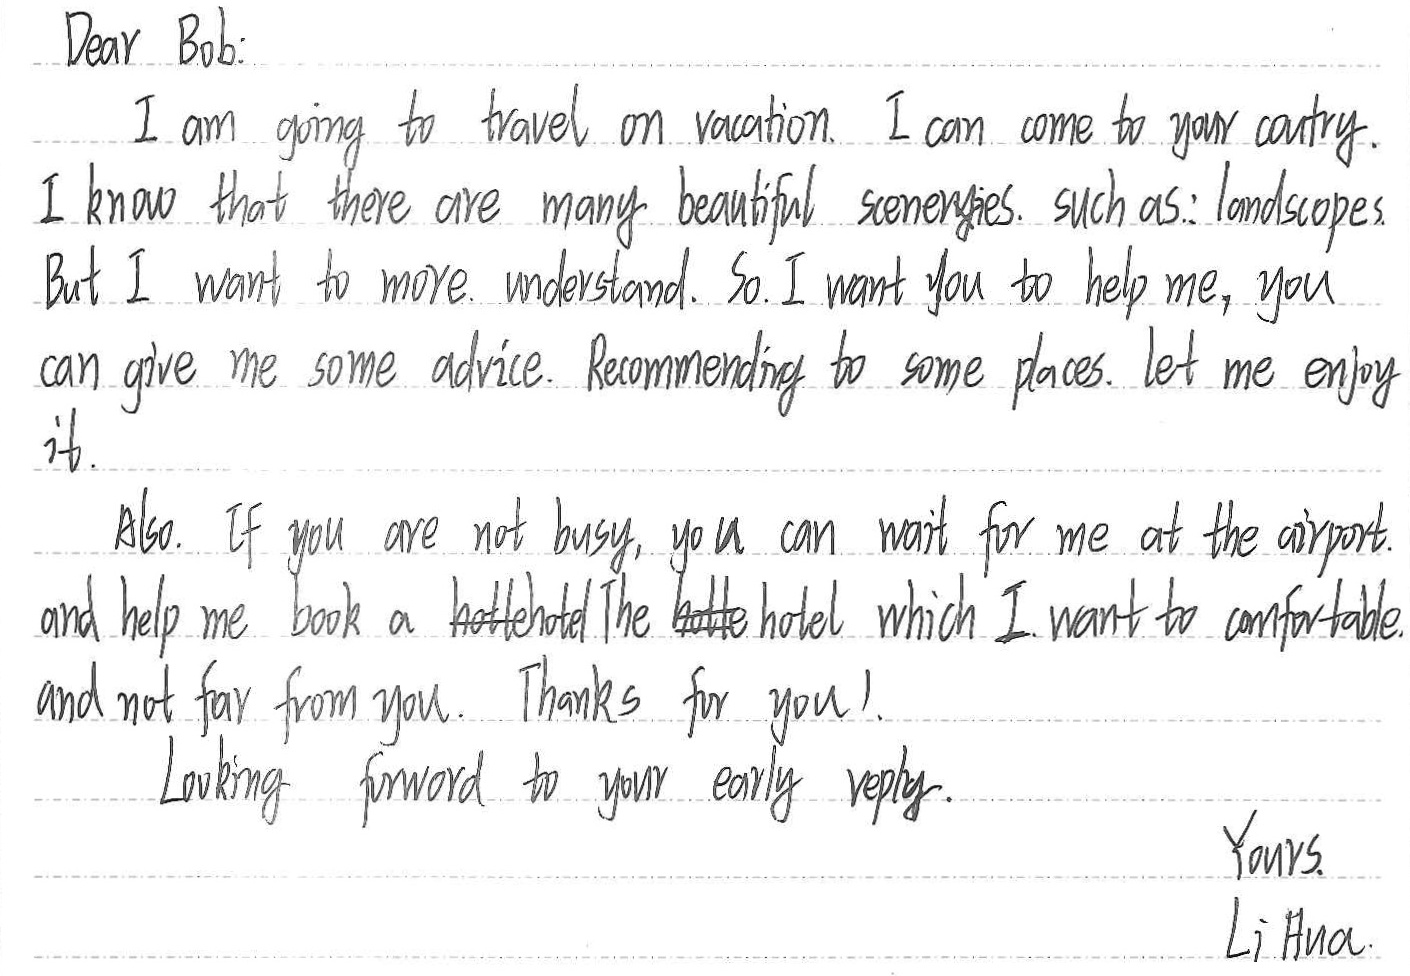 Dear Bob:
I am going to travel on vacation. I can come to your coutry.
I know that there are many beautiful such as.: landscopes.
But I want to more. understand. So. I want you to help me, you
can give me some advice. Recommending to some places. let me enjoy
it.
Also. If you are not busy, you can wait for me at the airport.
and help me book a hotel The hotel which I. want to comfortable.
and not far from you. Thanks for you!.
Looking forword to your early reply.
Yours.
Li Hua.